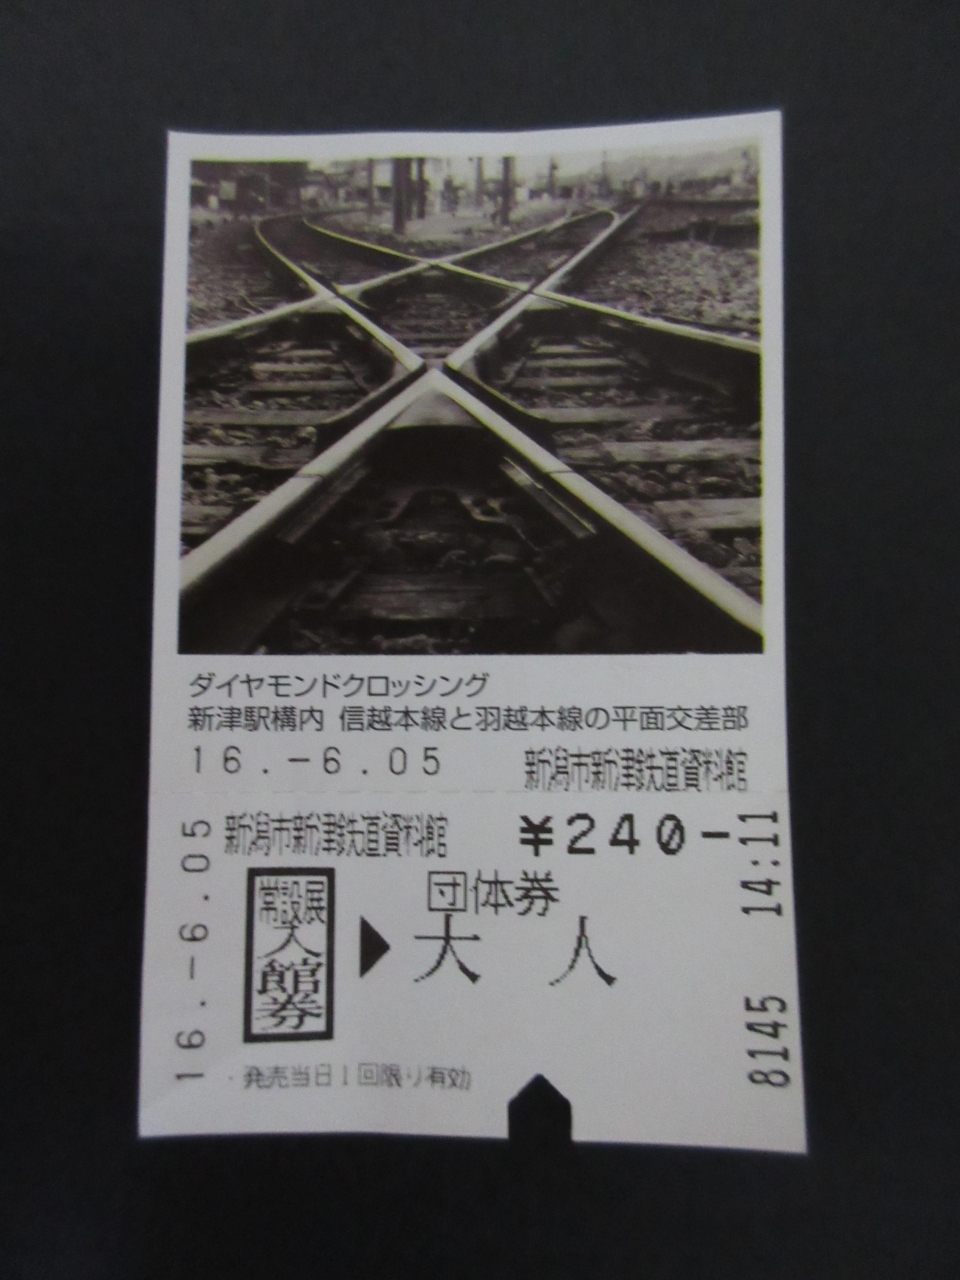 ダイヤモンドクロッシング
新津駅構内 信越本線と羽越本線の平面交差部
16.-6.05 新潟市新津鉄道資料館
新潟市新津鉄道資料館 ¥240-
団体券
常設展
入館券
▶大人
発売当日1回限り有効
16.-6.05
14:11
8145